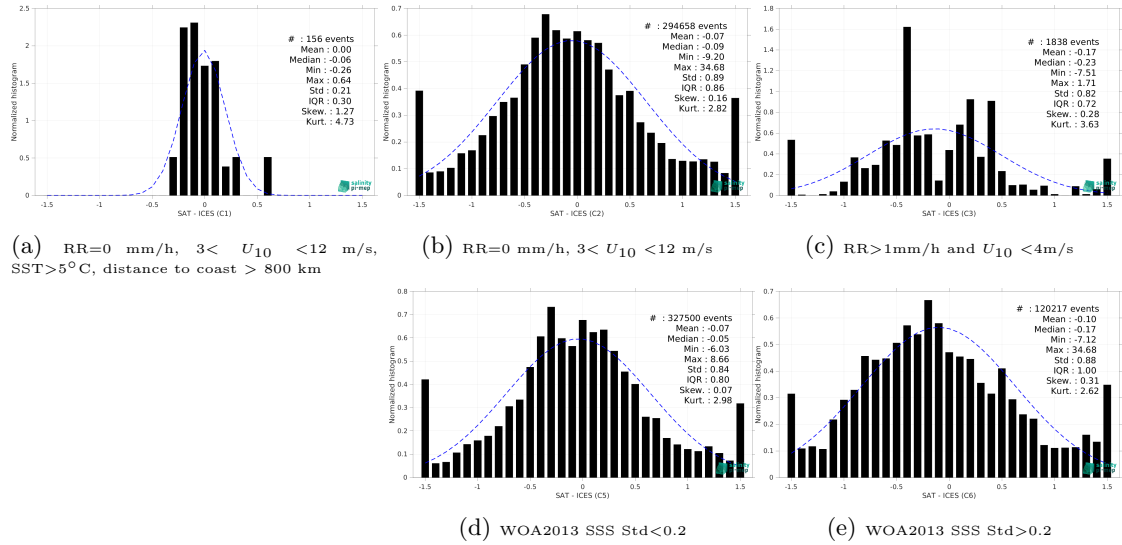 2.5
2
1.5
1
0.5
0
Normalized histogram
-1.5 -1 -0.5 0 0.5 1 1.5
SAT - ICES (C1)
# : 156 events
Mean : 0.00
Median : -0.06
Min : -0.26
Max : 0.64
Std : 0.21
IQR : 0.30
Skew. : 1.27
Kurt. : 4.73
salinity
pi-mep
(a) RR=0 mm/h, 3< U10 <12 m/s,
SST>5°C, distance to coast > 800 km
0.7
0.6
0.5
0.4
0.3
0.2
0.1
0
Normalized histogram
-1.5 -1 -0.5 0 0.5 1 1.5
SAT - ICES (C2)
# : 294658 events
Mean : -0.07
Median : -0.09
Min : -9.20
Max : 34.68
Std : 0.89
IQR : 0.86
Skew. : 0.16
Kurt. : 2.82
salinity
pi-mep
(b) RR=0 mm/h, 3< U10 <12 m/s
1.8
1.6
1.4
1.2
1
0.8
0.6
0.4
0.2
0
Normalized histogram
-1.5 -1 -0.5 0 0.5 1 1.5
SAT - ICES (C3)
# : 1838 events
Mean : -0.17
Median : -0.23
Min : -7.51
Max : 1.71
Std : 0.82
IQR : 0.72
Skew. : 0.28
Kurt. : 3.63
salinity
pi-mep
(c) RR>1mm/h and U10 <4m/s
0.8
0.7
0.6
0.5
0.4
0.3
0.2
0.1
0
Normalized histogram
-1.5 -1 -0.5 0 0.5 1 1.5
SAT - ICES (C5)
# : 327500 events
Mean : -0.07
Median : -0.05
Min : -6.03
Max : 8.66
Std : 0.84
IQR : 0.80
Skew. : 0.07
Kurt. : 2.98
salinity
pi-mep
(d) WOA2013 SSS Std<0.2
0.7
0.6
0.5
0.4
0.3
0.2
0.1
0
Normalized histogram
-1.5 -1 -0.5 0 0.5 1 1.5
SAT - ICES (C6)
# : 120217 events
Mean : -0.10
Median : -0.17
Min : -7.12
Max : 34.68
Std : 0.88
IQR : 1.00
Skew. : 0.31
Kurt. : 2.62
salinity
pi-mep
(e) WOA2013 SSS Std>0.2